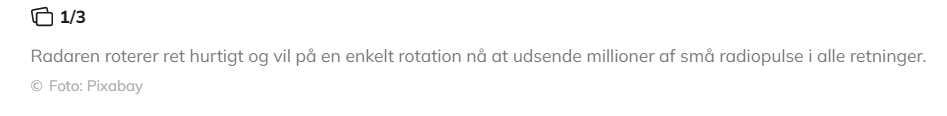 1/3
Radaren roterer ret hurtigt og vil på en enkelt rotation nå at udsende millioner af små radiopulse i alle retninger.
© Foto: Pixabay